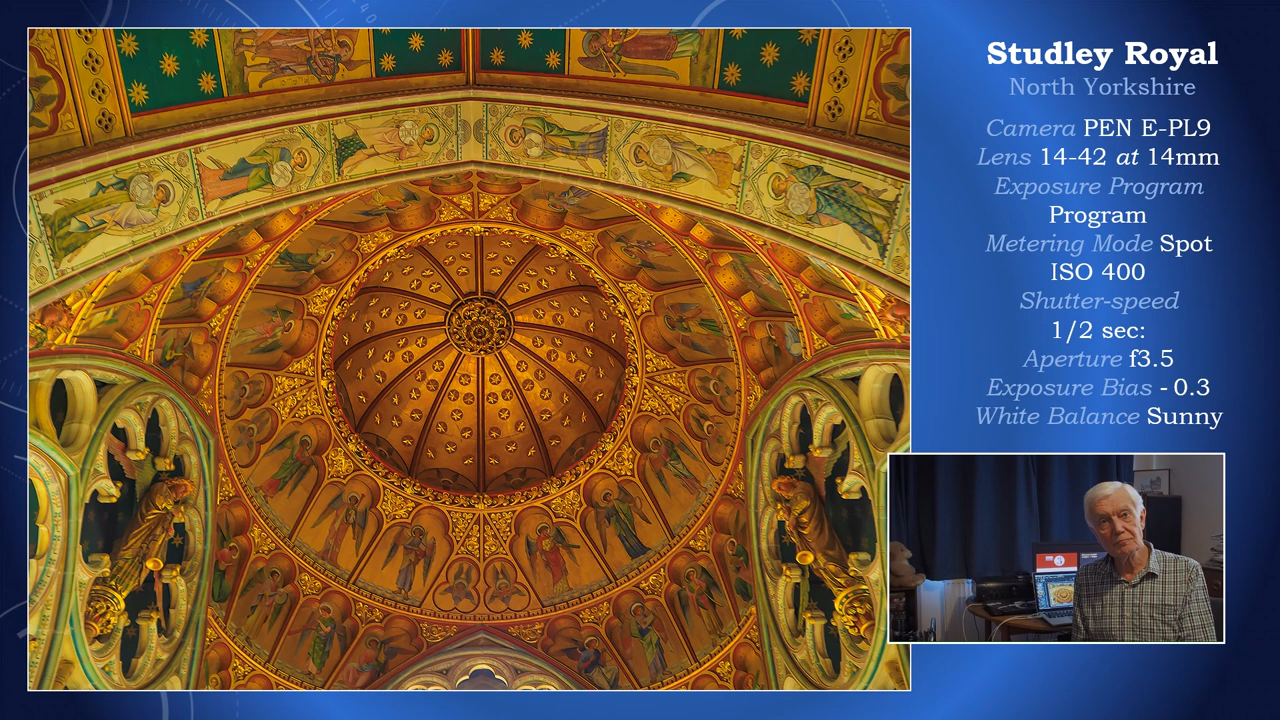 Studley Royal
North Yorkshire
Camera PEN E-PL9
Lens 14-42 at 14mm
Exposure Program
Program
Metering Mode Spot
ISO 400
Shutter-speed
1/2 sec:
Aperture f3.5
Exposure Bias - 0.3
White Balance Sunny